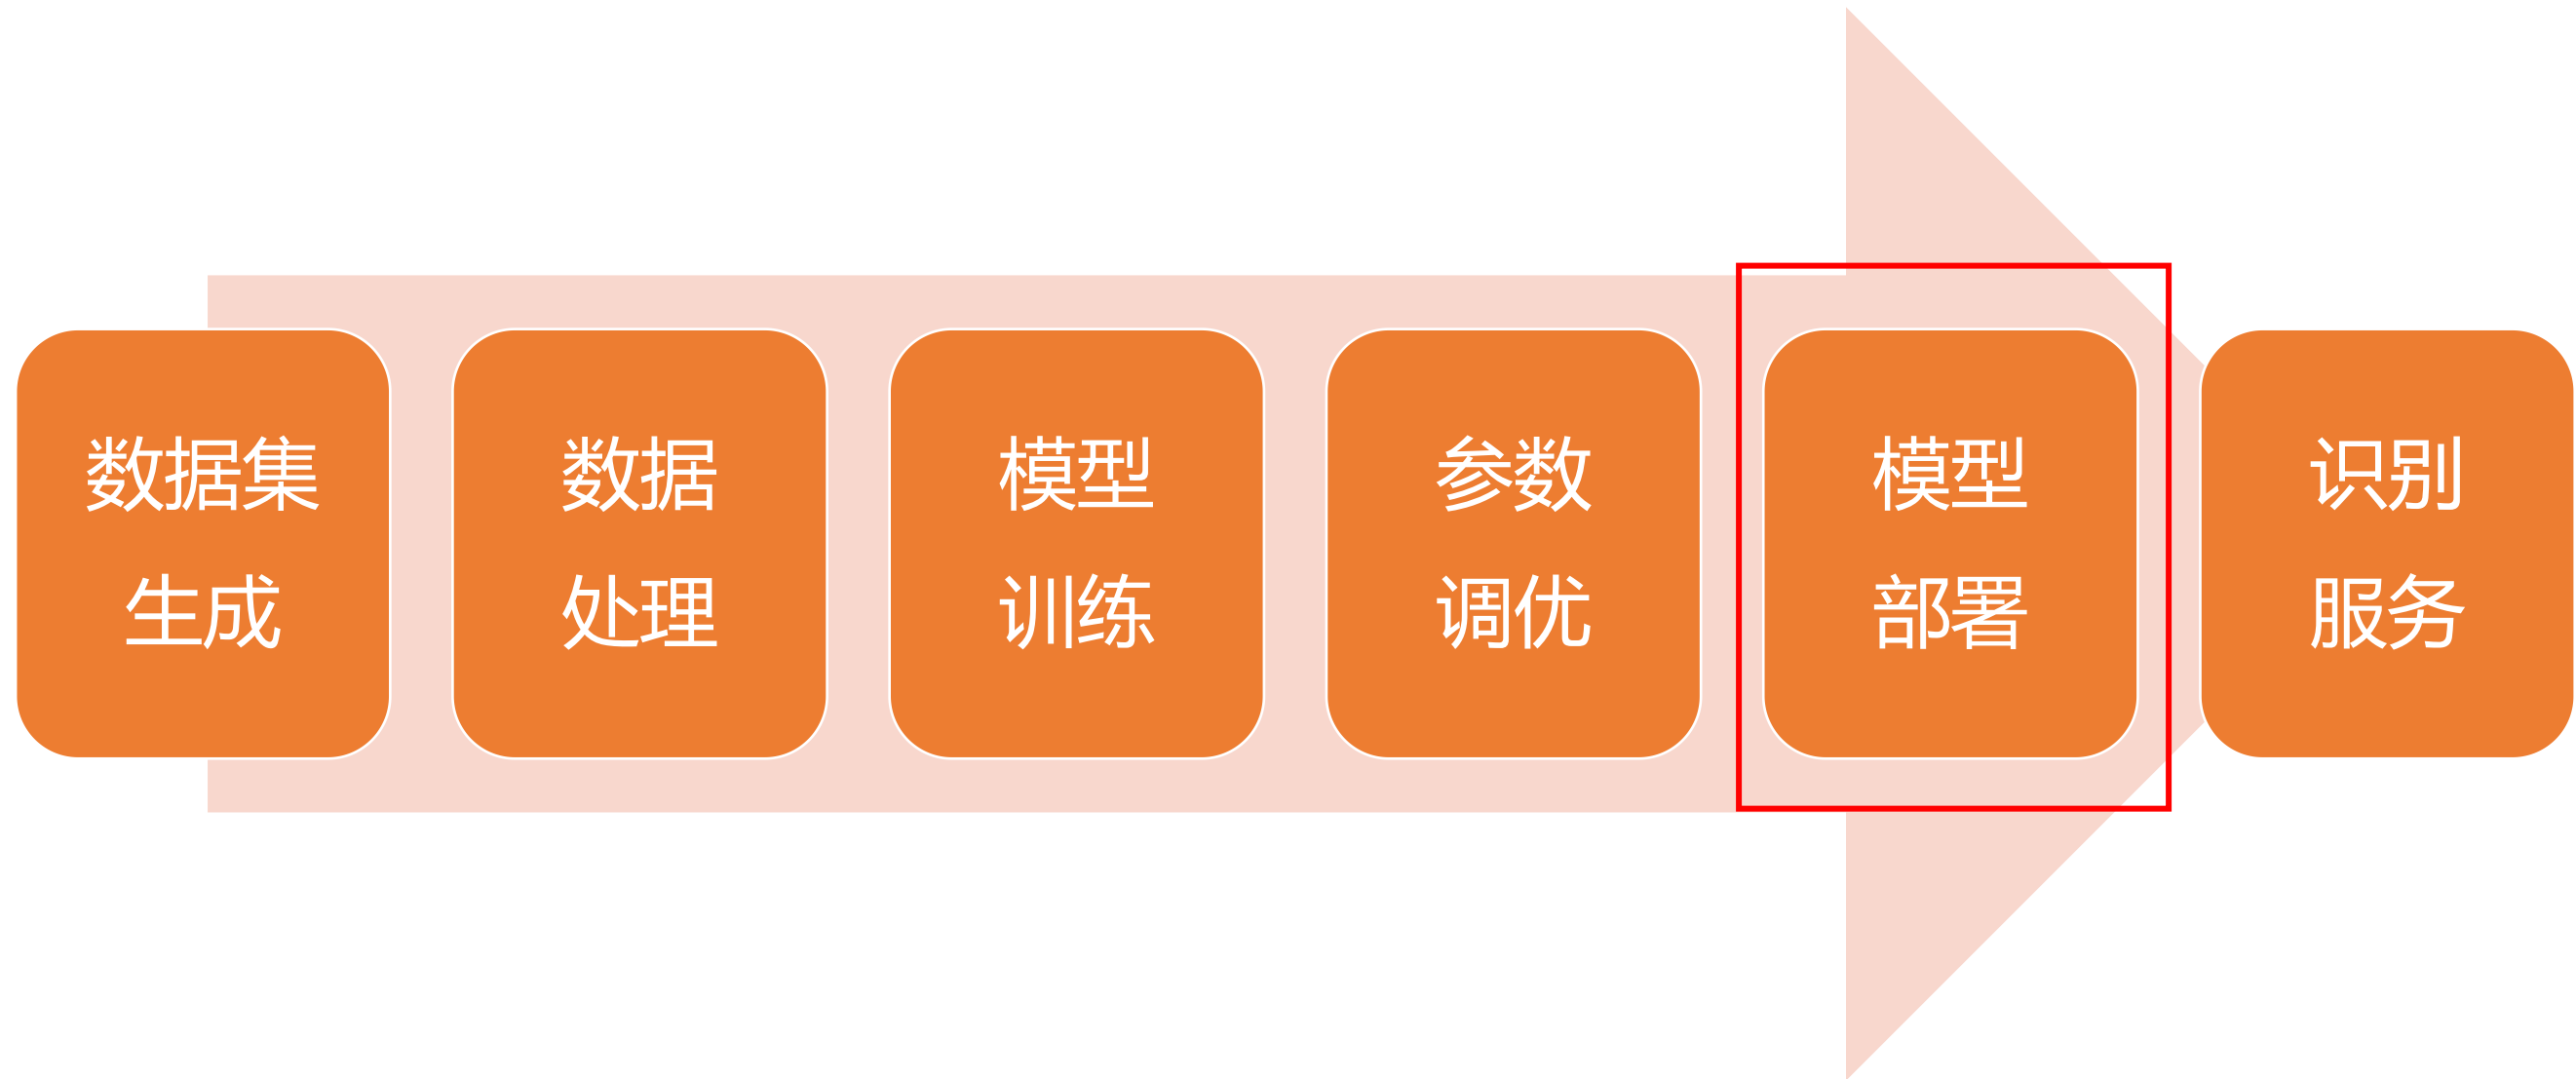 数据集
生成
数据
处理
模型
训练
参数
调优
模型
部署
识别
服务